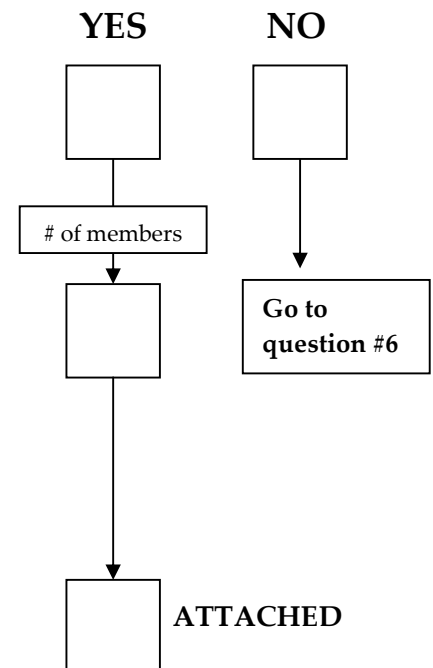 YES NO
# of members
Go to
question #6
ATTACHED